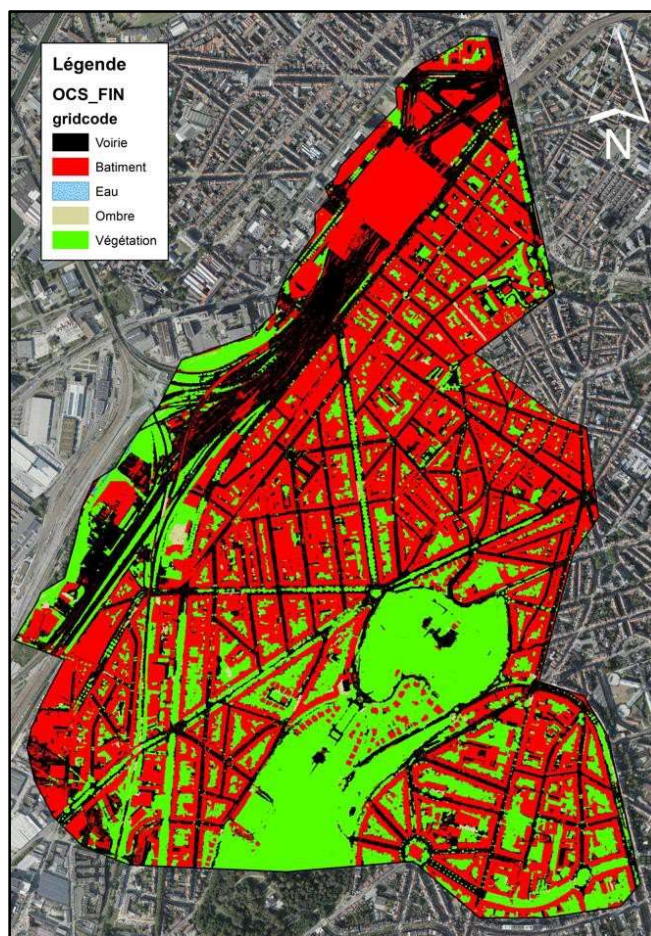 Légende
OCS_FIN
gridcode
Voirie
Batiment
Eau
Ombre
Végétation
N